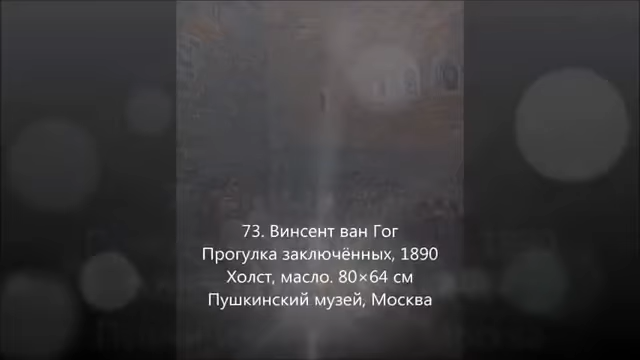 73. Винсент ван Гог
Прогулка заключённых, 1890
Холст, масло. 80×64 см
Пушкинский музей, Москва